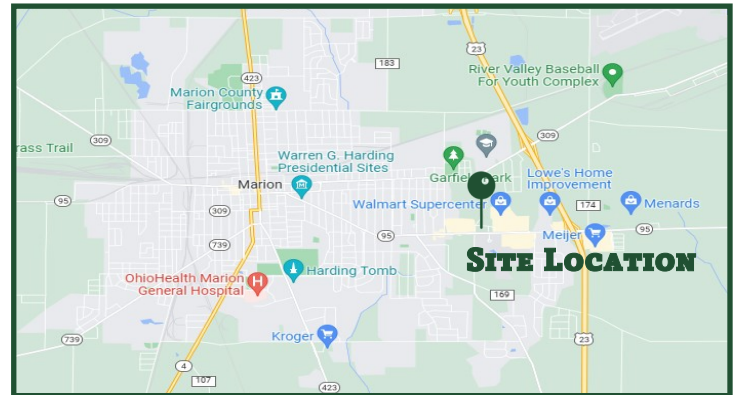 23
183
River Valley Baseball
For Youth Complex
423
Marion County
Fairgrounds
309
309
rass Trail
Warren G. Harding
Presidential Sites
Garfield Park
Lowe's Home
Improvement
Marion
95
309
Walmart Supercenter
174
Menards
95
Meijer
95
739
SITE LOCATION
Harding Tomb
OhioHealth Marion
General Hospital
169
Kroger
739
23
4
107
423